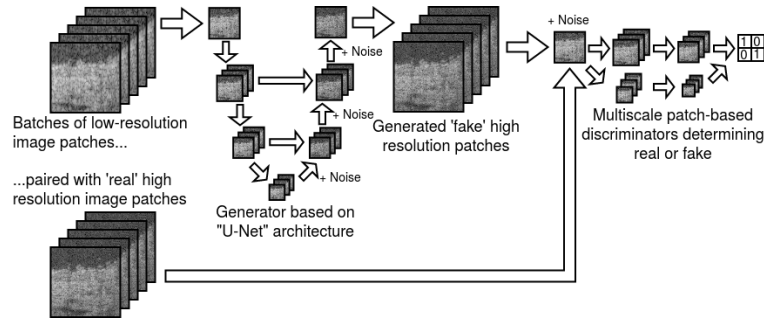 Batches of low-resolution
image patches...
...paired with 'real' high
resolution image patches
+ Noise
+ Noise
+ Noise
Generator based on
"U-Net" architecture
Generated 'fake' high
resolution patches
+ Noise
1 0
0 1
Multiscale patch-based
discriminators determining
real or fake